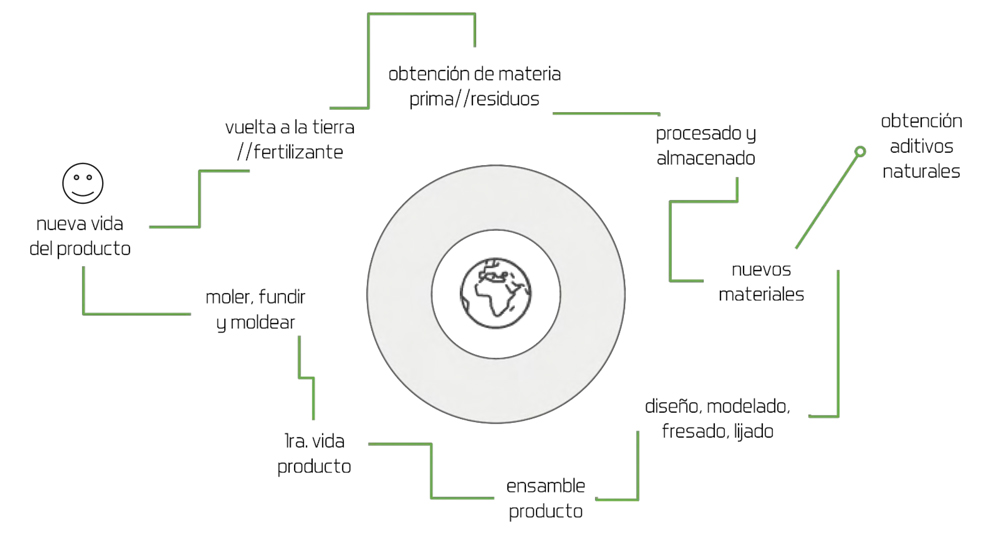 obtención de materia
prima//residuos
procesado y
almacenado
obtención
aditivos
naturales
nuevos
materiales
diseño, modelado,
fresado, lijado
ensamble
producto
1ra. vida
producto
moler, fundir
y moldear
nueva vida
del producto
vuelta a la tierra
//fertilizante